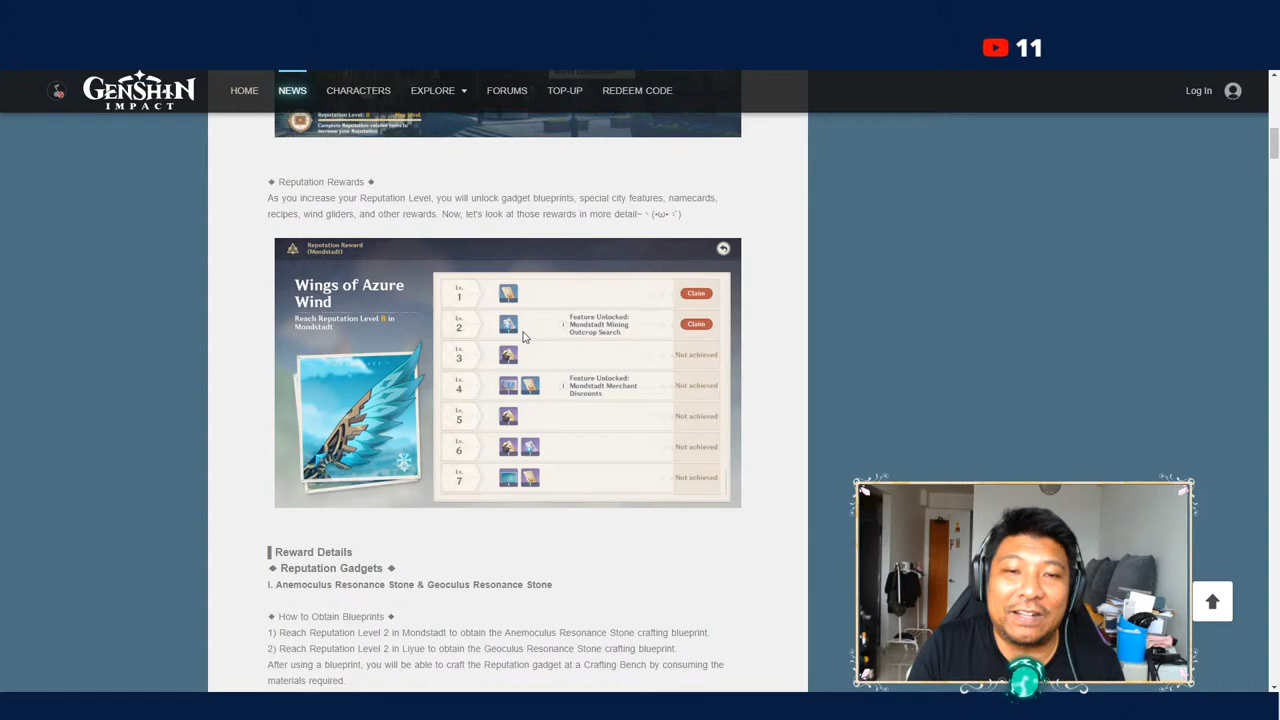 11
GENSHIN
IMPACT
HOME
NEWS
CHARACTERS
EXPLORE
FORUMS
TOP-UP
REDEEM CODE
Log In
Reputation Level: 8
Max level
Complete Reputation-related tasks to
increase your Reputation
◆ Reputation Rewards ◆
As you increase your Reputation Level, you will unlock gadget blueprints, special city features, namecards,
recipes, wind gliders, and other rewards. Now, let's look at those rewards in more detail~ ヽ(•ω•ゞ)
Reputation Reward
(Mondstadt)
Wings of Azure
Wind
Reach Reputation Level 8 in
Mondstadt
Lv.
1
Claim
Lv.
2
Feature Unlocked:
Mondstadt Mining
Outcrop Search
Claim
Lv.
3
Not achieved
Lv.
4
Feature Unlocked:
Mondstadt Merchant
Discounts
Not achieved
Lv.
5
Not achieved
Lv.
6
Not achieved
Lv.
7
Not achieved
Reward Details
◆ Reputation Gadgets ◆
I. Anemoculus Resonance Stone & Geoculus Resonance Stone
◆ How to Obtain Blueprints ◆
1) Reach Reputation Level 2 in Mondstadt to obtain the Anemoculus Resonance Stone crafting blueprint.
2) Reach Reputation Level 2 in Liyue to obtain the Geoculus Resonance Stone crafting blueprint.
After using a blueprint, you will be able to craft the Reputation gadget at a Crafting Bench by consuming the
materials required.